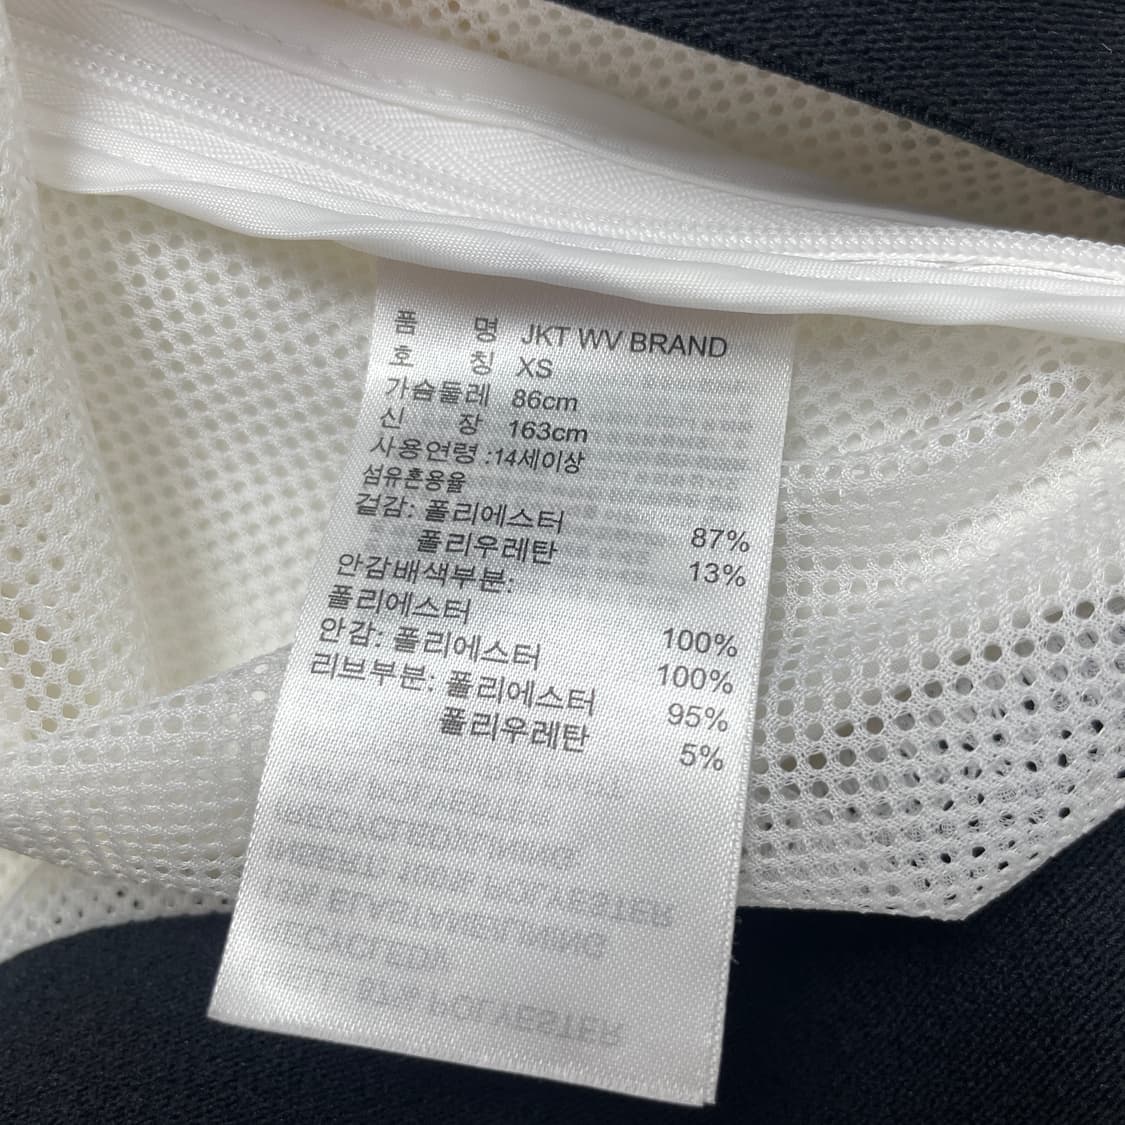 품 명 JKT WV BRAND
호 칭 XS
가슴둘레 86cm
신 장 163cm
사용연령 :14세이상
섬유혼용율
겉감: 폴리에스터 87%
폴리우레탄 13%
안감배색부분:
폴리에스터 100%
안감: 폴리에스터 100%
리브부분: 폴리에스터 95%
폴리우레탄 5%